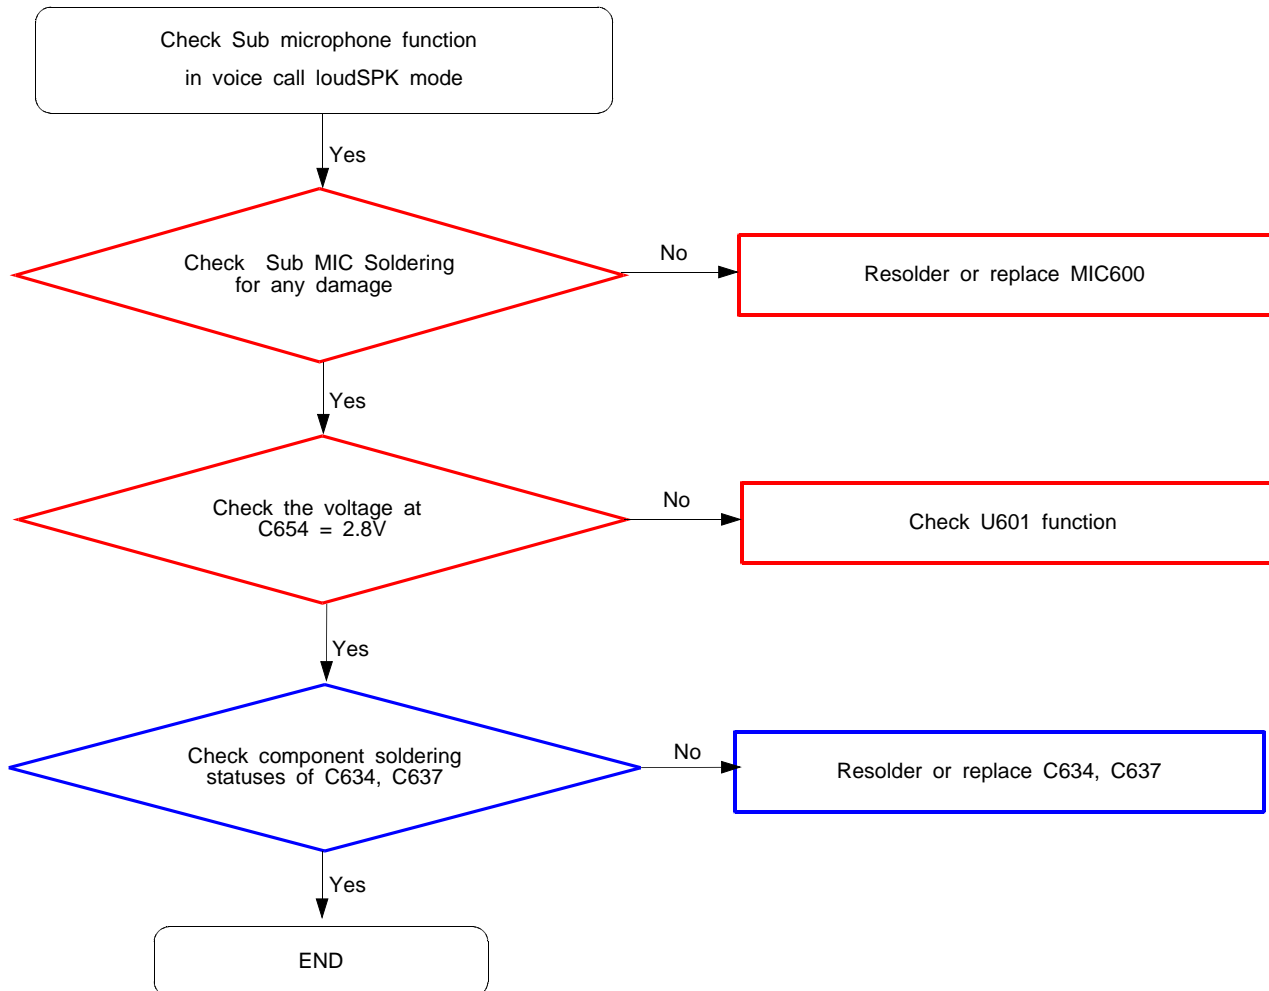 Check Sub microphone function
in voice call loudSPK mode
Yes
Check Sub MIC Soldering
for any damage
No
Resolder or replace MIC600
Yes
Check the voltage at
C654 = 2.8V
No
Check U601 function
Yes
Check component soldering
statuses of C634, C637
No
Resolder or replace C634, C637
Yes
END